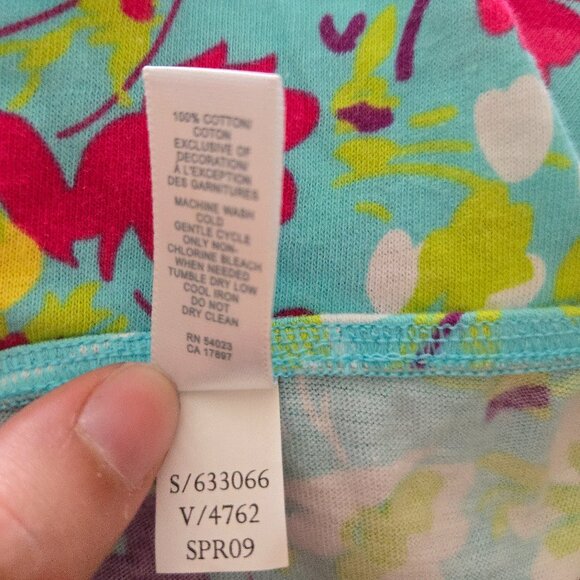 100% COTTON/
COTON
EXCLUSIVE OF
DECORATION/
À L'EXCEPTION
DES GARNITURES
MACHINE WASH
COLD
GENTLE CYCLE
ONLY NON-
CHLORINE BLEACH
WHEN NEEDED
TUMBLE DRY LOW
COOL IRON
DO NOT
DRY CLEAN
RN 54023
CA 17897
S/633066
V/4762
SPR09